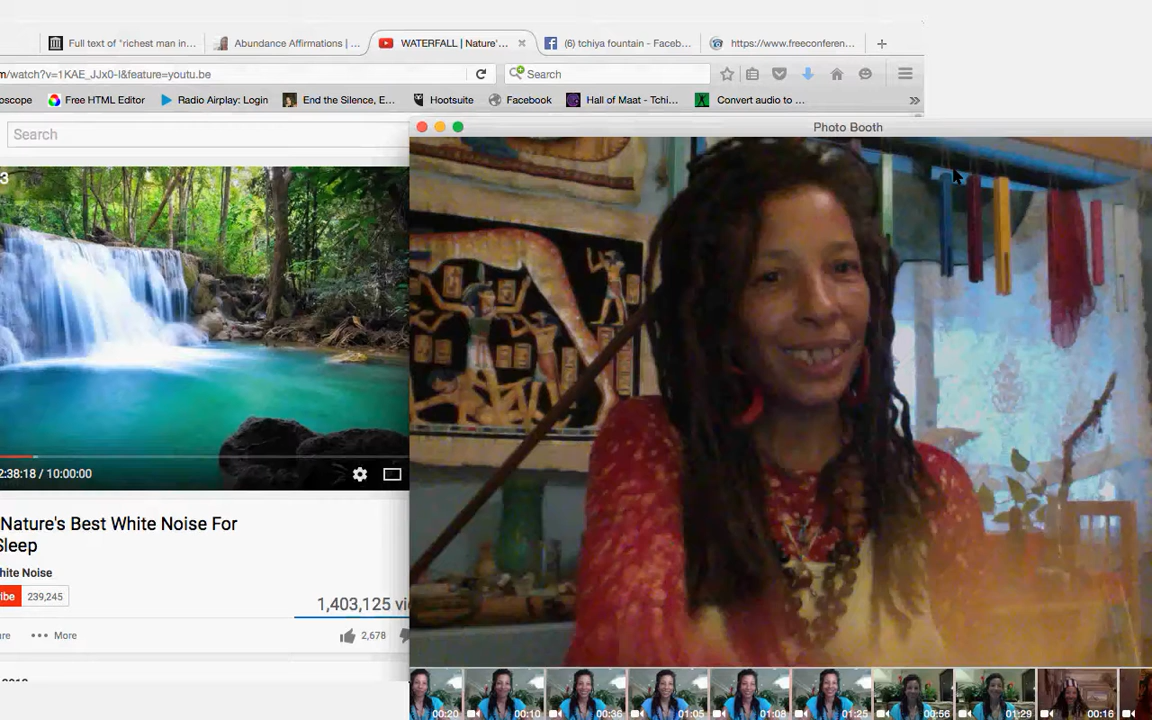 Full text of "richest man in...
Abundance Affirmations | ...
WATERFALL | Nature'...
(6) tchiya fountain - Faceb...
https://www.freeconferen...
m/watch?v=1KAE_JJx0-I&feature=youtu.be
Search
oscope
Free HTML Editor
Radio Airplay: Login
End the Silence, E...
Hootsuite
Facebook
Hall of Maat - Tchi...
Convert audio to ...
Search
Photo Booth
3
2:38:18 / 10:00:00
Nature's Best White Noise For
Sleep
hite Noise
ibe 239,245
1,403,125 vi
re ••• More 2,678
00:20 00:10 00:36 01:05 01:08 01:25 00:56 01:29 00:16